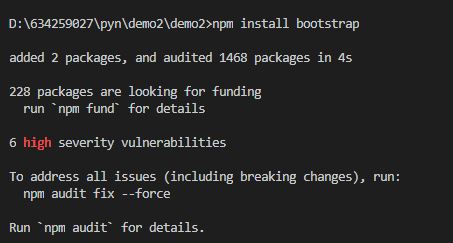 D:\634259027\pyn\demo2\demo2>npm install bootstrap
added 2 packages, and audited 1468 packages in 4s
228 packages are looking for funding
  run `npm fund` for details
6 high severity vulnerabilities
To address all issues (including breaking changes), run:
  npm audit fix --force
Run `npm audit` for details.